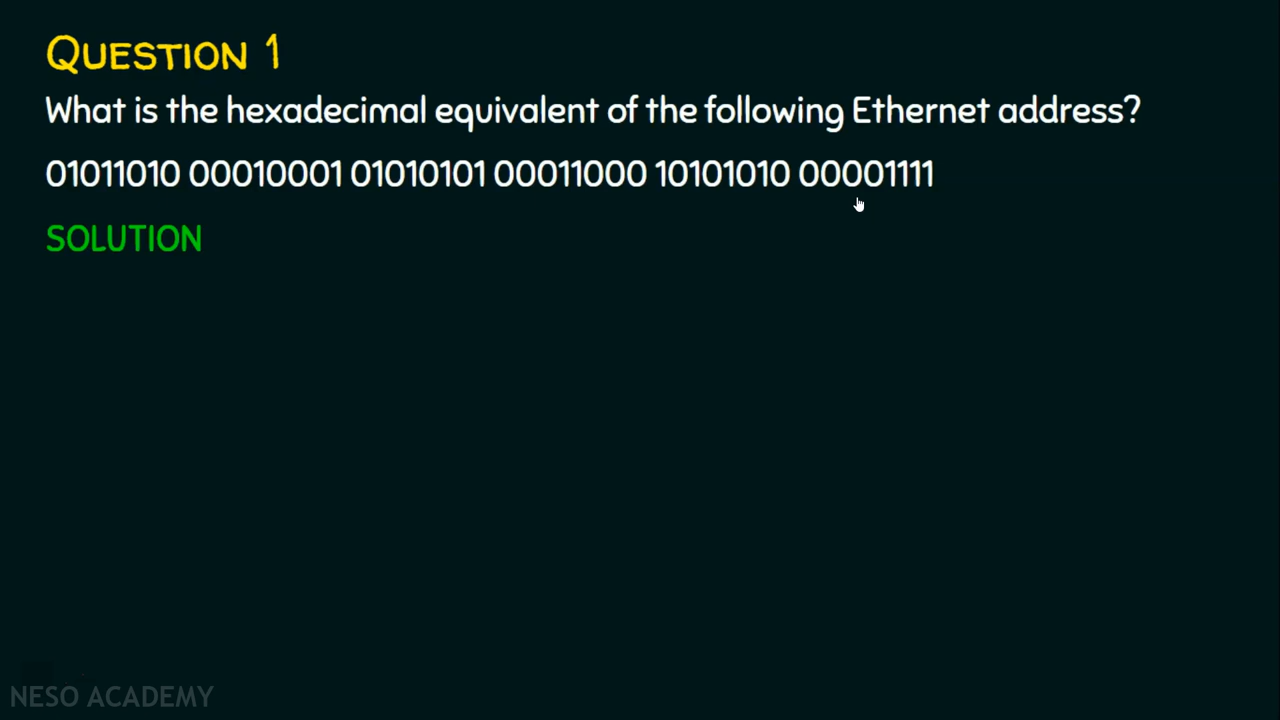 QUESTION 1
What is the hexadecimal equivalent of the following Ethernet address?
01011010 00010001 01010101 00011000 10101010 00001111
SOLUTION
NESO ACADEMY